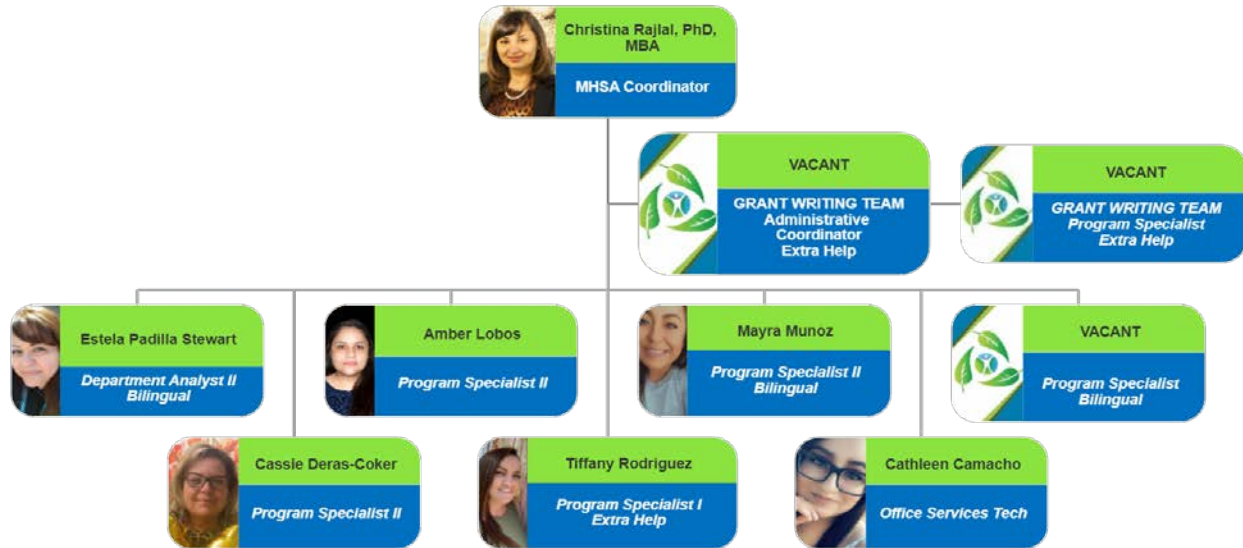 Christina Rajlal, PhD,
MBA
MHSA Coordinator
VACANT
GRANT WRITING TEAM
Administrative
Coordinator
Extra Help
VACANT
GRANT WRITING TEAM
Program Specialist
Extra Help
Estela Padilla Stewart
Department Analyst II
Bilingual
Amber Lobos
Program Specialist II
Mayra Munoz
Program Specialist II
Bilingual
VACANT
Program Specialist
Bilingual
Cassie Deras-Coker
Program Specialist II
Tiffany Rodriguez
Program Specialist I
Extra Help
Cathleen Camacho
Office Services Tech